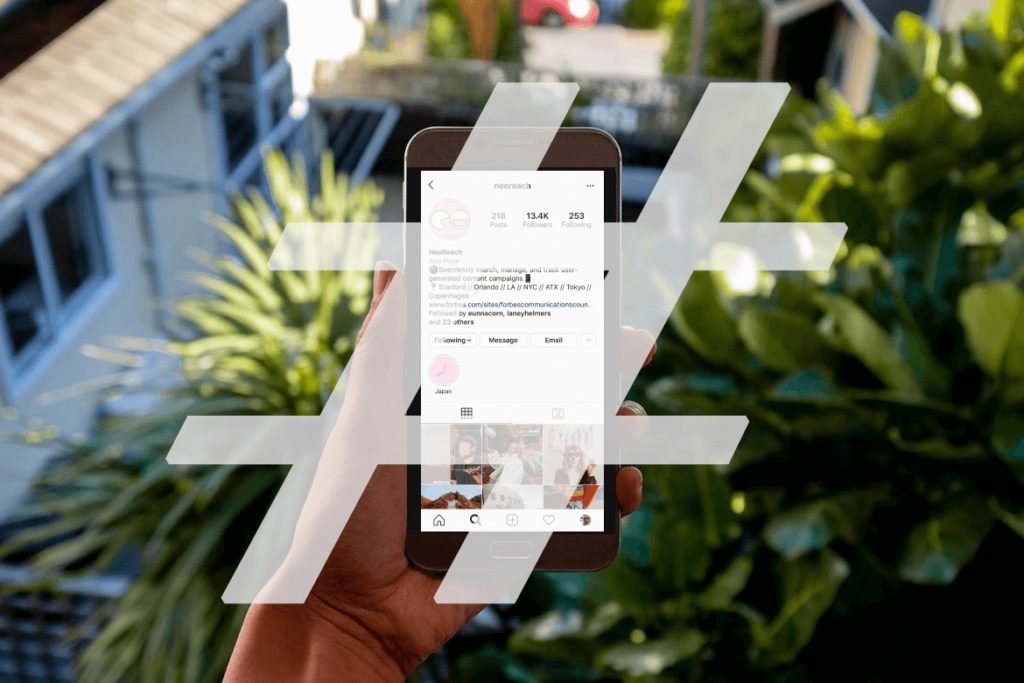 #
neoreach
218 13.4K 253
Posts Followers Following
NeoReach
App Page
🌎Seamlessly search, manage, and track user-
generated content campaigns📱
📍Stanford // Orlando // LA // NYC // ATX // Tokyo //
Copenhagen
www.forbes.com/sites/forbescommunicationscoun...
Followed by eunnacorn, laneyhelmers
and 23 others
Following Message Email
Japan